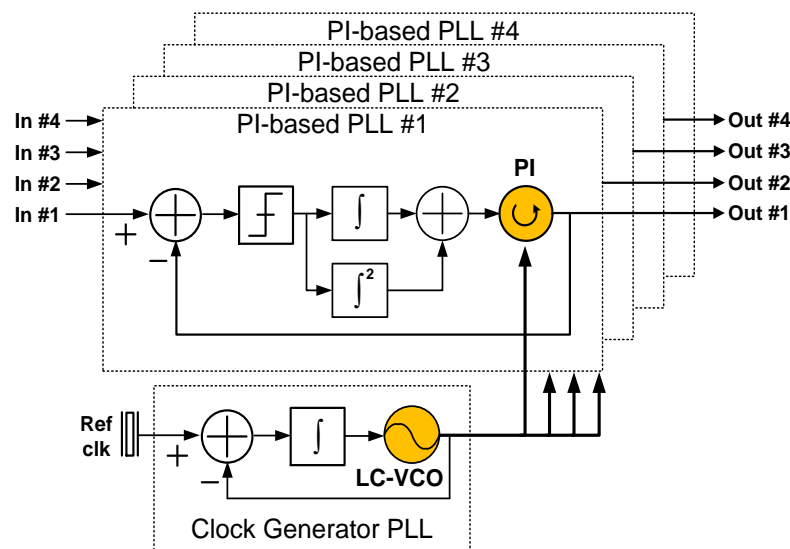 PI-based PLL #4
PI-based PLL #3
PI-based PLL #2
PI-based PLL #1
In #4
In #3
In #2
In #1
PI
Out #4
Out #3
Out #2
Out #1
+
−
∫
∫²
Ref
clk
+
−
∫
LC-VCO
Clock Generator PLL